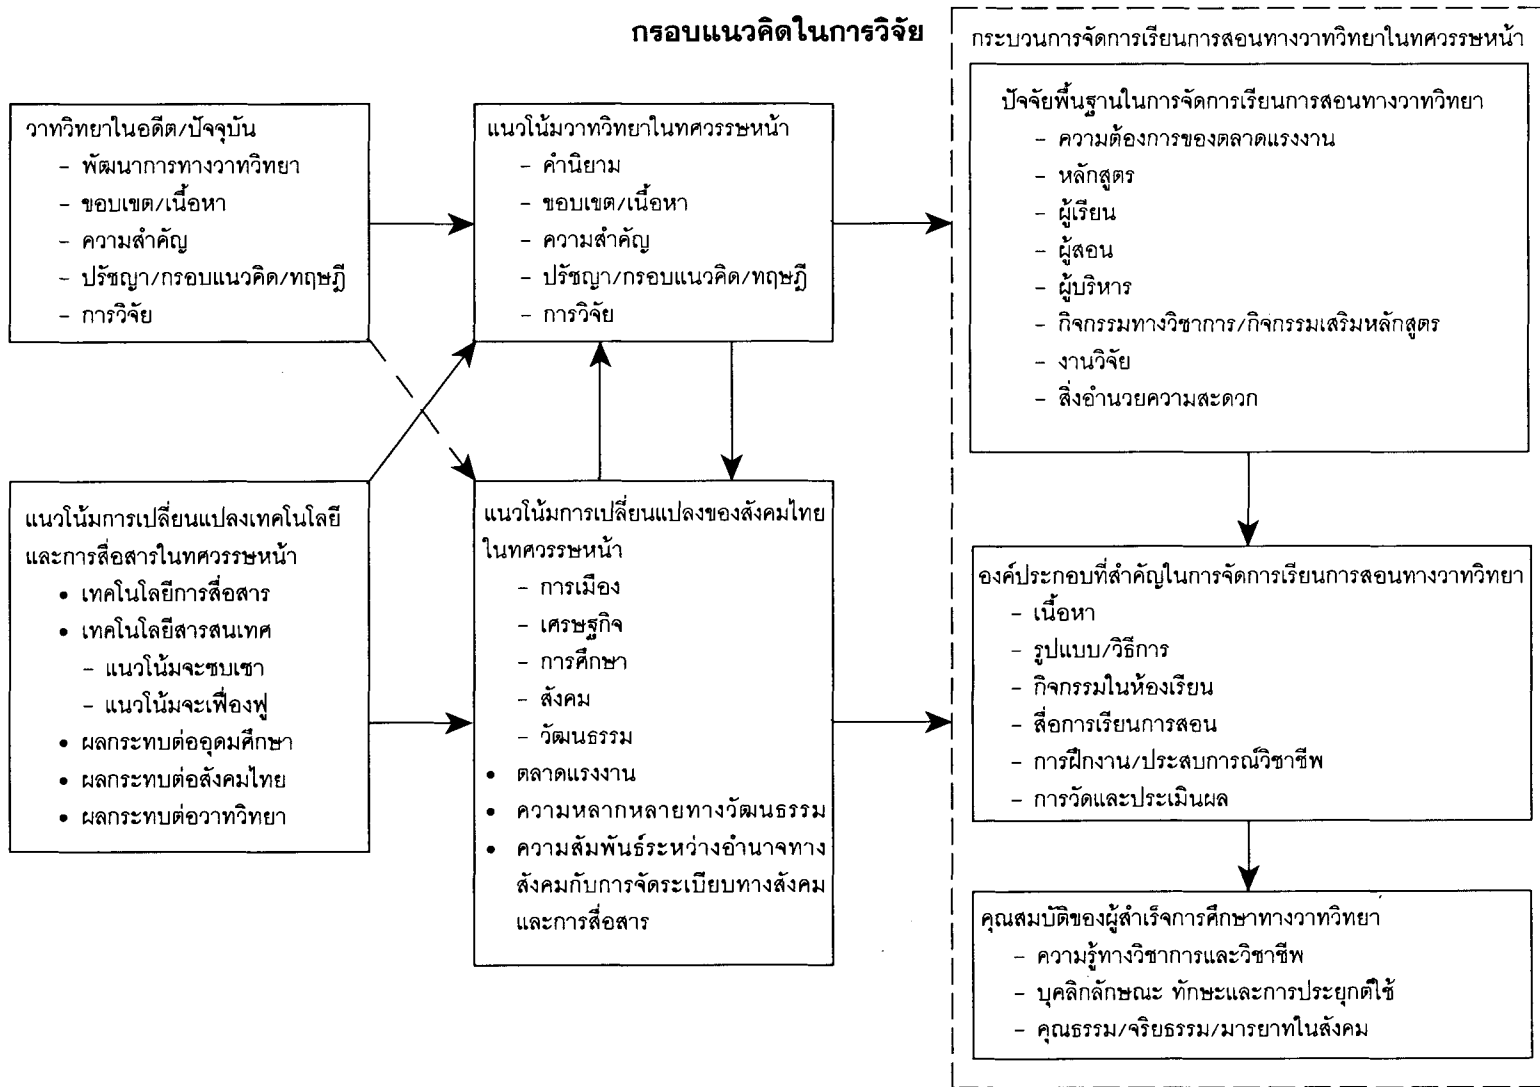 กรอบแนวคิดในการวิจัย
วาทวิทยาในอดีต/ปัจจุบัน
– พัฒนาการทางวาทวิทยา
– ขอบเขต/เนื้อหา
– ความสำคัญ
– ปรัชญา/กรอบแนวคิด/ทฤษฎี
– การวิจัย
แนวโน้มวาทวิทยาในทศวรรษหน้า
– คำนิยาม
– ขอบเขต/เนื้อหา
– ความสำคัญ
– ปรัชญา/กรอบแนวคิด/ทฤษฎี
– การวิจัย
แนวโน้มการเปลี่ยนแปลงเทคโนโลยี
และการสื่อสารในทศวรรษหน้า
• เทคโนโลยีการสื่อสาร
• เทคโนโลยีสารสนเทศ
– แนวโน้มจะซบเซา
– แนวโน้มจะเฟื่องฟู
• ผลกระทบต่ออุดมศึกษา
• ผลกระทบต่อสังคมไทย
• ผลกระทบต่อวาทวิทยา
แนวโน้มการเปลี่ยนแปลงของสังคมไทย
ในทศวรรษหน้า
– การเมือง
– เศรษฐกิจ
– การศึกษา
– สังคม
– วัฒนธรรม
• ตลาดแรงงาน
• ความหลากหลายทางวัฒนธรรม
• ความสัมพันธ์ระหว่างอำนาจทาง
สังคมกับการจัดระเบียบทางสังคม
และการสื่อสาร
กระบวนการจัดการเรียนการสอนทางวาทวิทยาในทศวรรษหน้า
ปัจจัยพื้นฐานในการจัดการเรียนการสอนทางวาทวิทยา
– ความต้องการของตลาดแรงงาน
– หลักสูตร
– ผู้เรียน
– ผู้สอน
– ผู้บริหาร
– กิจกรรมทางวิชาการ/กิจกรรมเสริมหลักสูตร
– งานวิจัย
– สิ่งอำนวยความสะดวก
องค์ประกอบที่สำคัญในการจัดการเรียนการสอนทางวาทวิทยา
– เนื้อหา
– รูปแบบ/วิธีการ
– กิจกรรมในห้องเรียน
– สื่อการเรียนการสอน
– การฝึกงาน/ประสบการณ์วิชาชีพ
– การวัดและประเมินผล
คุณสมบัติของผู้สำเร็จการศึกษาทางวาทวิทยา
– ความรู้ทางวิชาการและวิชาชีพ
– บุคลิกลักษณะ ทักษะและการประยุกต์ใช้
– คุณธรรม/จริยธรรม/มารยาทในสังคม